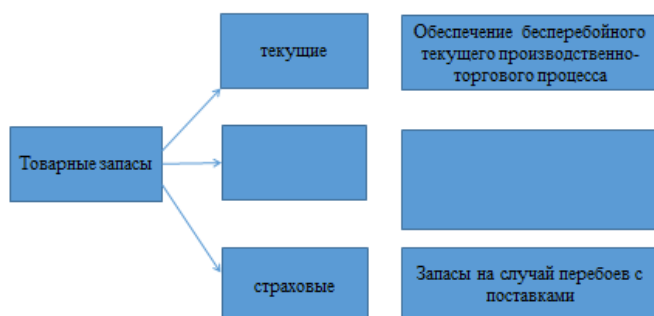 текущие
Обеспечение бесперебойного
текущего производственно-
торгового процесса
Товарные запасы
страховые
Запасы на случай перебоев с
поставками